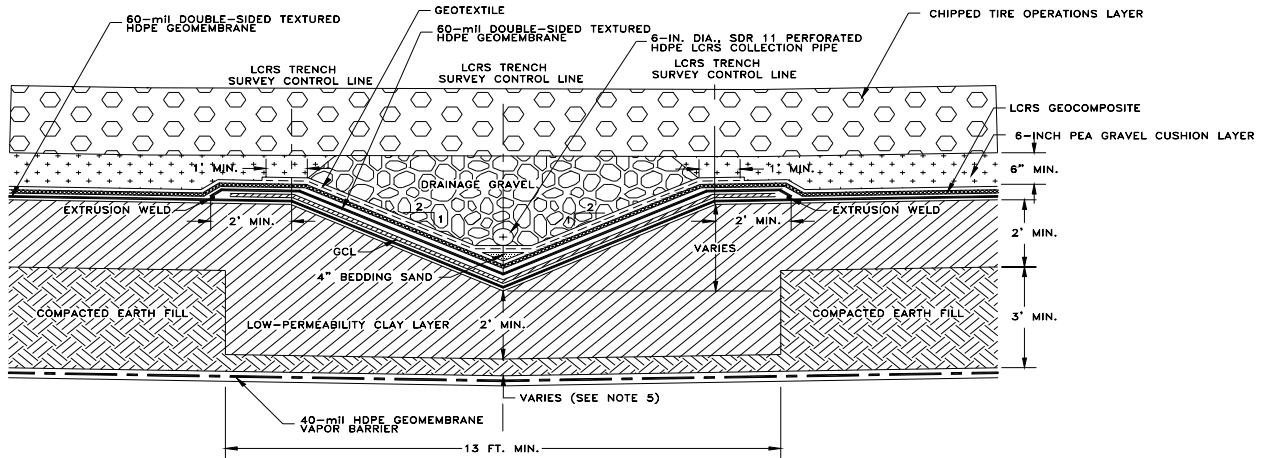 60-mil DOUBLE-SIDED TEXTURED
HDPE GEOMEMBRANE
GEOTEXTILE
60-mil DOUBLE-SIDED TEXTURED
HDPE GEOMEMBRANE
6-IN. DIA., SDR 11 PERFORATED
HDPE LCRS COLLECTION PIPE
CHIPPED TIRE OPERATIONS LAYER
LCRS TRENCH
SURVEY CONTROL LINE
LCRS TRENCH
SURVEY CONTROL LINE
LCRS TRENCH
SURVEY CONTROL LINE
LCRS GEOCOMPOSITE
6-INCH PEA GRAVEL CUSHION LAYER
1' MIN.
DRAINAGE GRAVEL
1' MIN.
6" MIN.
2
1
2
1
EXTRUSION WELD
2' MIN.
2' MIN.
EXTRUSION WELD
GCL
VARIES
2' MIN.
4" BEDDING SAND
COMPACTED EARTH FILL
LOW-PERMEABILITY CLAY LAYER
2' MIN.
COMPACTED EARTH FILL
3' MIN.
VARIES (SEE NOTE 5)
40-mil HDPE GEOMEMBRANE
VAPOR BARRIER
13 FT. MIN.